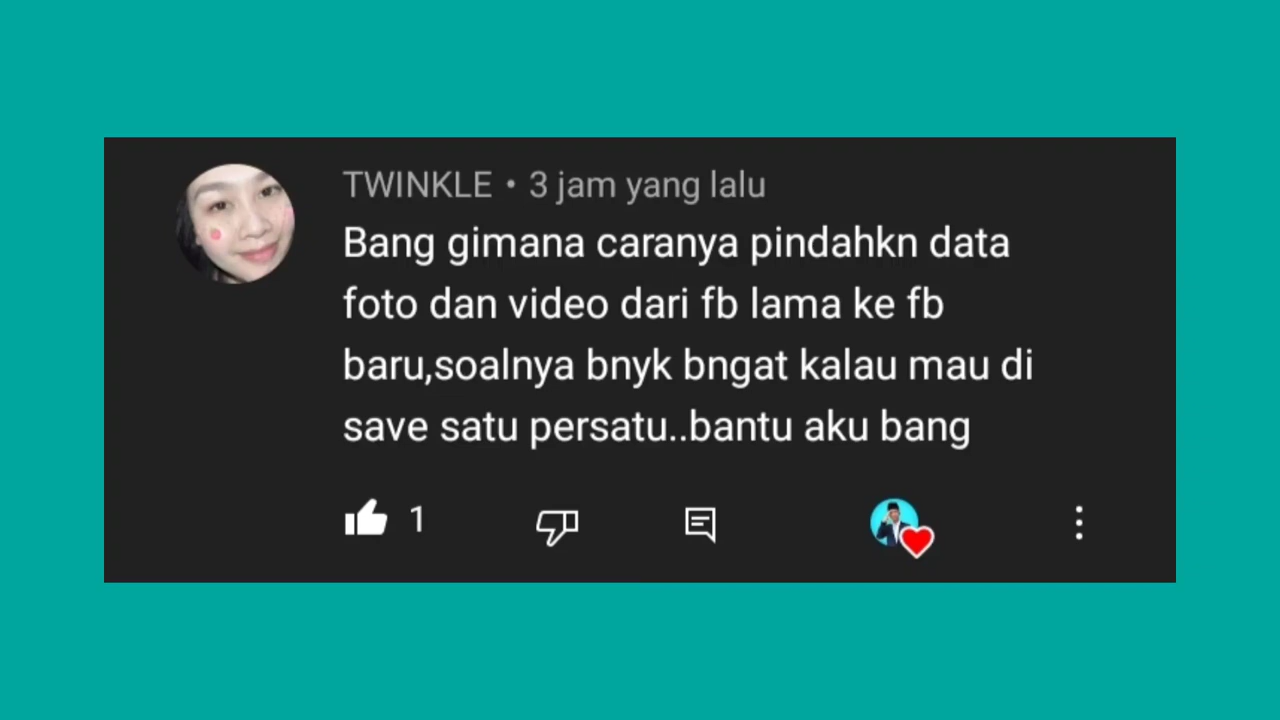 TWINKLE • 3 jam yang lalu
Bang gimana caranya pindahkn data
foto dan video dari fb lama ke fb
baru,soalnya bnyk bngat kalau mau di
save satu persatu..bantu aku bang
1